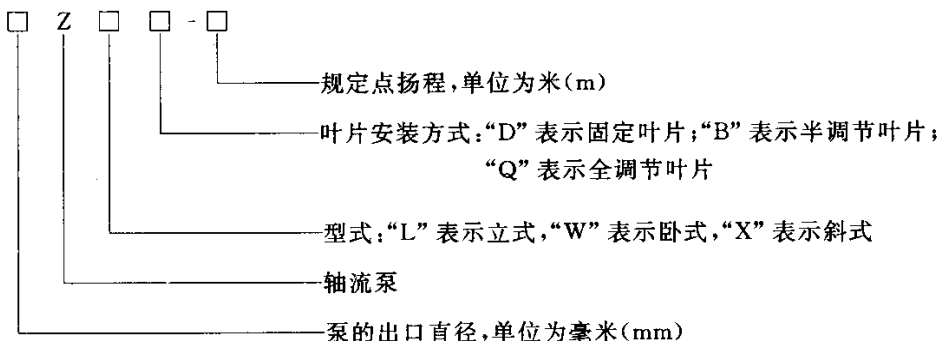 □ Z □ □ - □
规定点扬程,单位为米(m)
叶片安装方式:“D”表示固定叶片;“B”表示半调节叶片;
“Q”表示全调节叶片
型式:“L”表示立式,“W”表示卧式,“X”表示斜式
轴流泵
泵的出口直径,单位为毫米(mm)